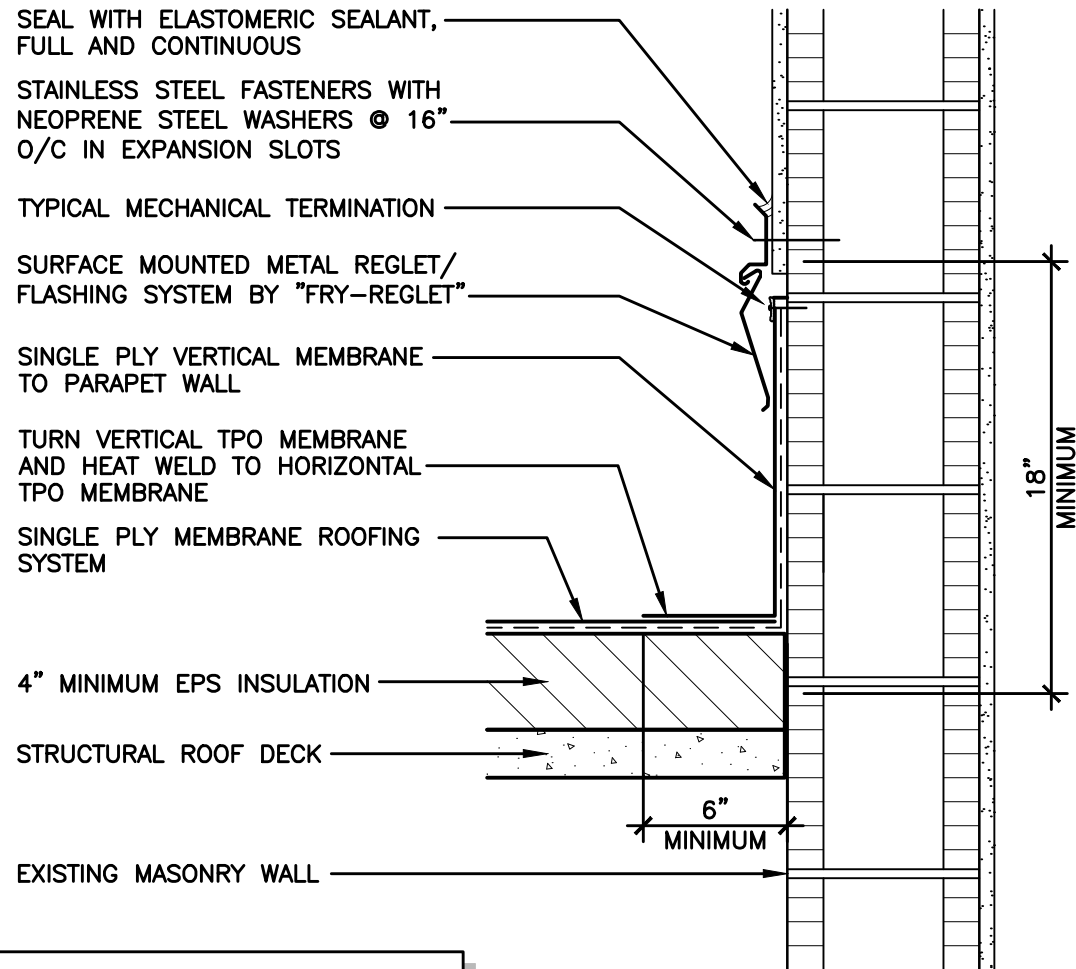 SEAL WITH ELASTOMERIC SEALANT,
FULL AND CONTINUOUS
STAINLESS STEEL FASTENERS WITH
NEOPRENE STEEL WASHERS @ 16"
O/C IN EXPANSION SLOTS
TYPICAL MECHANICAL TERMINATION
SURFACE MOUNTED METAL REGLET/
FLASHING SYSTEM BY "FRY-REGLET"
SINGLE PLY VERTICAL MEMBRANE
TO PARAPET WALL
TURN VERTICAL TPO MEMBRANE
AND HEAT WELD TO HORIZONTAL
TPO MEMBRANE
SINGLE PLY MEMBRANE ROOFING
SYSTEM
4" MINIMUM EPS INSULATION
STRUCTURAL ROOF DECK
EXISTING MASONRY WALL
6"
MINIMUM
18"
MINIMUM